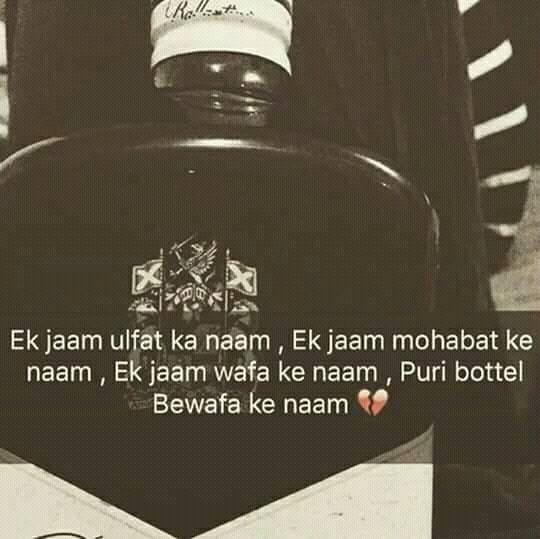 Ballantine
Ek jaam ulfat ka naam , Ek jaam mohabat ke
naam , Ek jaam wafa ke naam , Puri bottel
Bewafa ke naam 💔